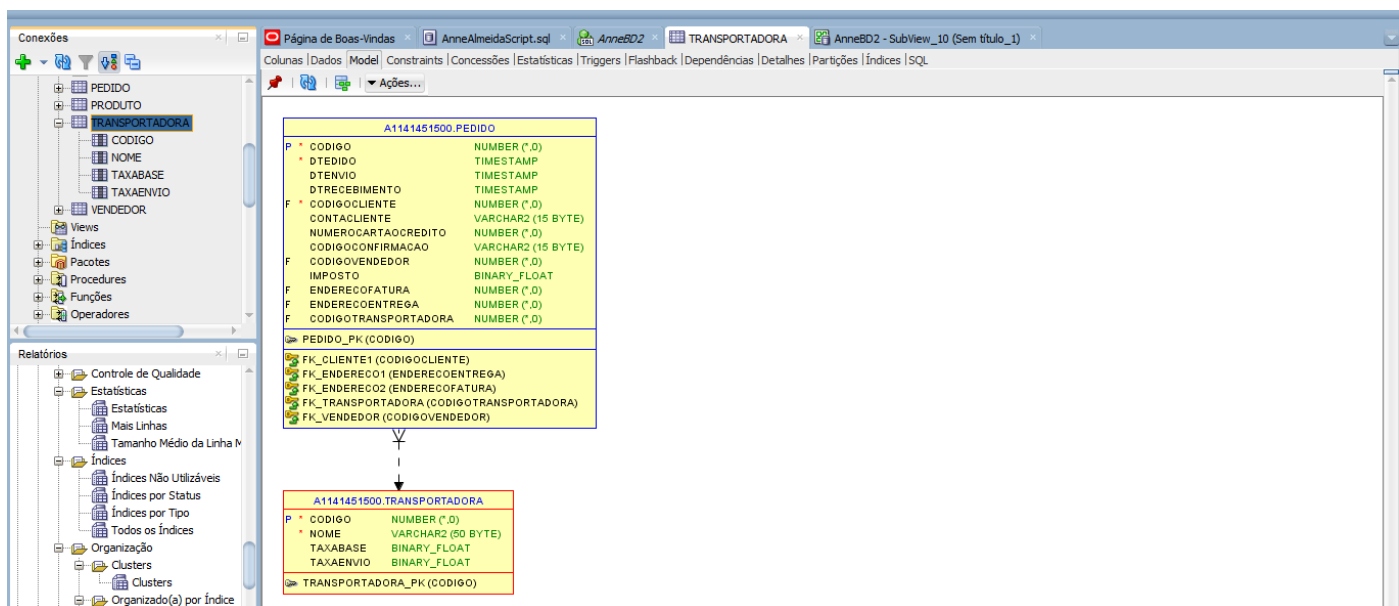 Conexões
PEDIDO
PRODUTO
TRANSPORTADORA
CODIGO
NOME
TAXABASE
TAXAENVIO
VENDEDOR
Views
Índices
Pacotes
Procedures
Funções
Operadores
Relatórios
Controle de Qualidade
Estatísticas
Estatísticas
Mais Linhas
Tamanho Médio da Linha M
Índices
Índices Não Utilizáveis
Índices por Status
Índices por Tipo
Todos os Índices
Organização
Clusters
Clusters
Organizado(a) por Índice
Página de Boas-Vindas AnneAlmeidaScript.sql AnneBD2 TRANSPORTADORA AnneBD2 - SubView_10 (Sem título_1)
Colunas |Dados |Model |Constraints |Concessões |Estatísticas |Triggers |Flashback |Dependências |Detalhes |Partições |Índices |SQL
Ações...
A1141451500.PEDIDO
P * CODIGO NUMBER (*,0)
* DTEDIDO TIMESTAMP
DTENVIO TIMESTAMP
DTRECEBIMENTO TIMESTAMP
F * CODIGOCLIENTE NUMBER (*,0)
CONTACLIENTE VARCHAR2 (15 BYTE)
NUMEROCARTAOCREDITO NUMBER (*,0)
CODIGOCONFIRMACAO VARCHAR2 (15 BYTE)
F CODIGOVENDEDOR NUMBER (*,0)
IMPOSTO BINARY_FLOAT
F ENDERECOFATURA NUMBER (*,0)
F ENDERECOENTREGA NUMBER (*,0)
F CODIGOTRANSPORTADORA NUMBER (*,0)
PEDIDO_PK (CODIGO)
FK_CLIENTE1 (CODIGOCLIENTE)
FK_ENDERECO1 (ENDERECOENTREGA)
FK_ENDERECO2 (ENDERECOFATURA)
FK_TRANSPORTADORA (CODIGOTRANSPORTADORA)
FK_VENDEDOR (CODIGOVENDEDOR)
A1141451500.TRANSPORTADORA
P * CODIGO NUMBER (*,0)
* NOME VARCHAR2 (50 BYTE)
TAXABASE BINARY_FLOAT
TAXAENVIO BINARY_FLOAT
TRANSPORTADORA_PK (CODIGO)